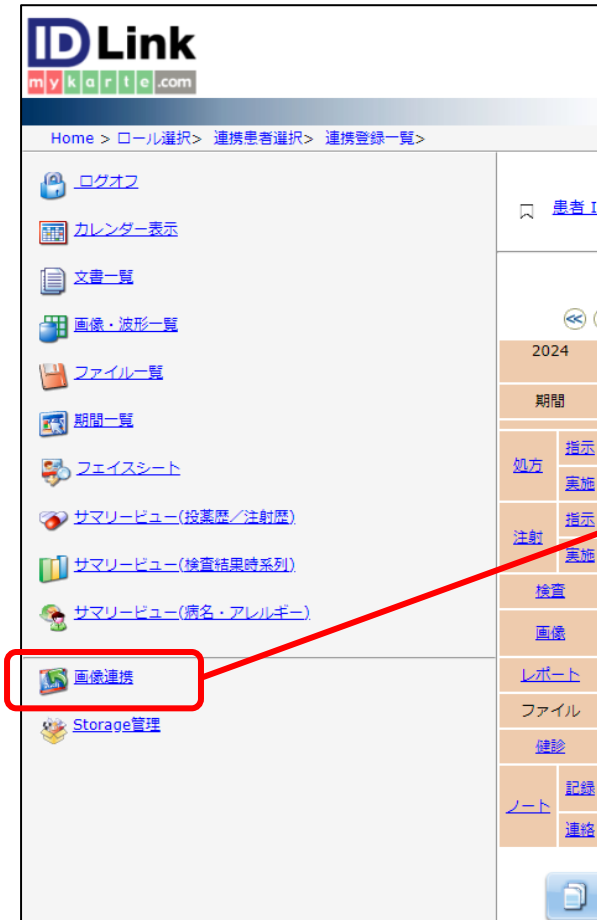 ID Link
mykarte.com
Home > ロール選択> 連携患者選択> 連携登録一覧>
ログオフ
カレンダー表示
文書一覧
画像・波形一覧
ファイル一覧
期間一覧
フェイスシート
サマリービュー(投薬歴／注射歴)
サマリービュー(検査結果時系列)
サマリービュー(病名・アレルギー)
画像連携
Storage管理
患者 I
2024
期間
処方
指示
実施
注射
指示
実施
検査
画像
レポート
ファイル
健診
ノート
記録
連絡